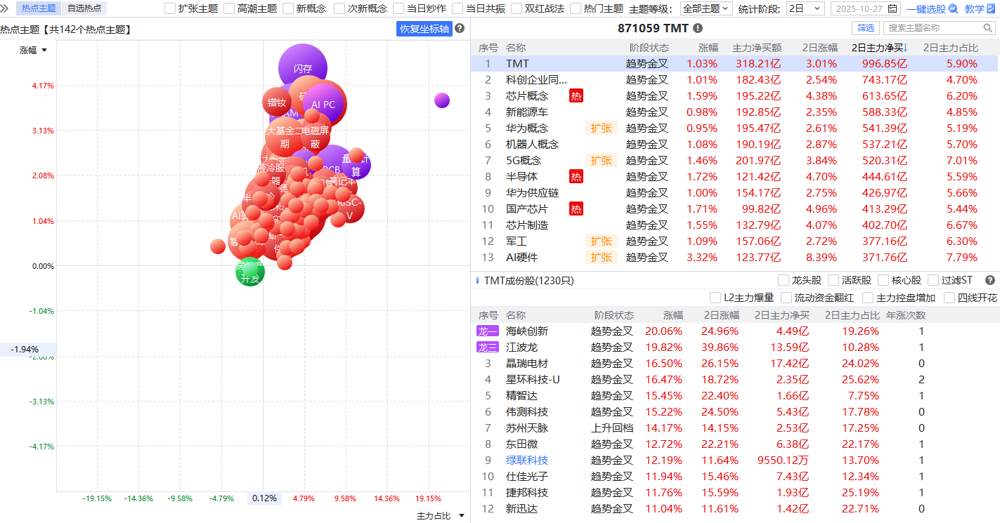 热点主题 自选热点 扩张主题 高潮主题 新概念 次新概念 当日炒作 当日共振 双红战法 热门主题 主题等级： 全部主题 统计阶段： 2日 2025-10-27 一键选股 教学
热点主题【共142个热点主题】 恢复坐标轴
涨幅
4.17%
3.13%
2.08%
1.04%
0.00%
-1.04%
-1.94%
-2.08%
-3.13%
-4.17%
闪存
镨钕
AI PC
大基金二期
电磁屏蔽
算
PCB
RISC-V
开发
-19.15% -14.36% -9.58% -4.79% 0.12% 4.79% 9.58% 14.36% 19.15%
主力占比
871059 TMT 筛选 搜索主题名称
序号 名称 阶段状态 涨幅 主力净买额 2日涨幅 2日主力净买↓ 2日主力占比
1 TMT 趋势金叉 1.03% 318.21亿 3.01% 996.85亿 5.90%
2 科创企业同... 趋势金叉 1.01% 182.43亿 2.54% 743.17亿 4.70%
3 芯片概念 热 趋势金叉 1.59% 195.22亿 4.38% 613.65亿 6.20%
4 新能源车 趋势金叉 0.98% 192.85亿 2.35% 588.33亿 4.85%
5 华为概念 扩张 趋势金叉 0.95% 195.47亿 2.61% 541.39亿 5.19%
6 机器人概念 趋势金叉 1.08% 190.19亿 2.87% 537.21亿 5.70%
7 5G概念 扩张 趋势金叉 1.46% 201.97亿 3.84% 520.31亿 7.01%
8 半导体 热 趋势金叉 1.72% 121.42亿 4.70% 444.61亿 5.59%
9 华为供应链 趋势金叉 1.00% 154.17亿 2.75% 426.97亿 5.66%
10 国产芯片 热 趋势金叉 1.71% 99.82亿 4.96% 413.29亿 5.44%
11 芯片制造 趋势金叉 1.55% 132.79亿 4.07% 402.70亿 6.67%
12 军工 扩张 趋势金叉 1.09% 157.06亿 2.72% 377.16亿 6.30%
13 AI硬件 扩张 趋势金叉 3.32% 123.77亿 8.39% 371.76亿 7.79%
TMT成份股(1230只) 龙头股 活跃股 核心股 过滤ST
L2主力爆量 流动资金翻红 主力控盘增加 四线开花
序号 名称 阶段状态 涨幅 2日涨幅 2日主力净买 2日主力占比 年涨次数
龙一 海峡创新 趋势金叉 20.06% 24.96% 4.49亿 19.26% 1
龙三 江波龙 趋势金叉 19.82% 39.86% 13.59亿 10.28% 1
3 晶瑞电材 趋势金叉 16.50% 26.15% 17.42亿 24.02% 0
4 星环科技-U 趋势金叉 16.47% 18.72% 2.35亿 25.62% 2
5 精智达 趋势金叉 15.45% 22.40% 1.66亿 7.75% 1
6 伟测科技 趋势金叉 15.22% 24.50% 5.43亿 17.78% 0
7 苏州天脉 上升回档 14.17% 14.15% 2.53亿 17.25% 0
8 东田微 趋势金叉 12.72% 22.21% 6.38亿 22.17% 1
9 绿联科技 趋势金叉 12.19% 11.64% 9550.12万 13.70% 1
10 仕佳光子 趋势金叉 11.94% 15.46% 7.43亿 12.34% 1
11 捷邦科技 趋势金叉 11.76% 15.59% 1.93亿 25.19% 1
12 新迅达 趋势金叉 11.04% 11.61% 1.42亿 22.71% 0